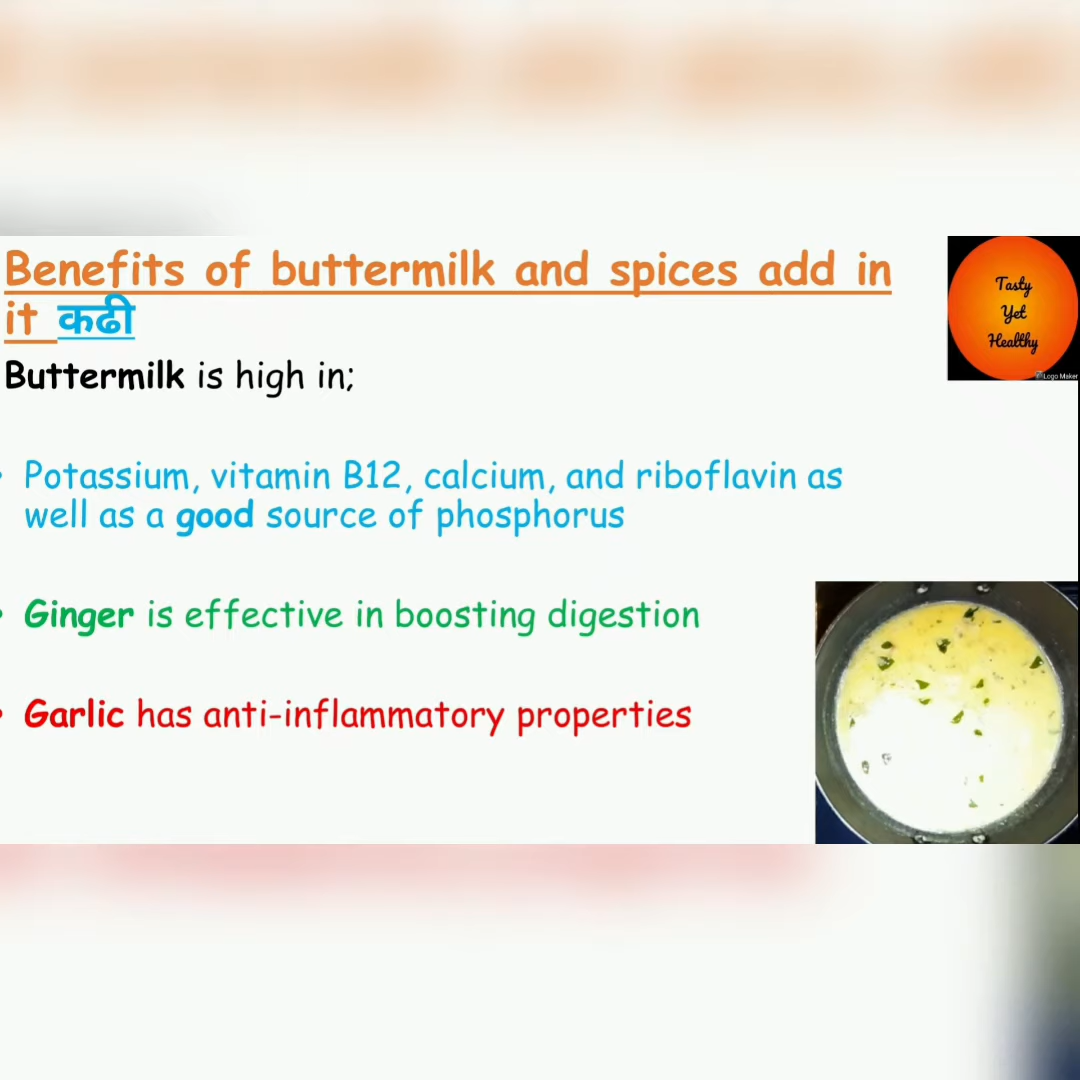 Benefits of buttermilk and spices add in
it कढी
Buttermilk is high in;
• Potassium, vitamin B12, calcium, and riboflavin as
well as a good source of phosphorus
• Ginger is effective in boosting digestion
• Garlic has anti-inflammatory properties
Tasty
Yet
Healthy
Logo Maker